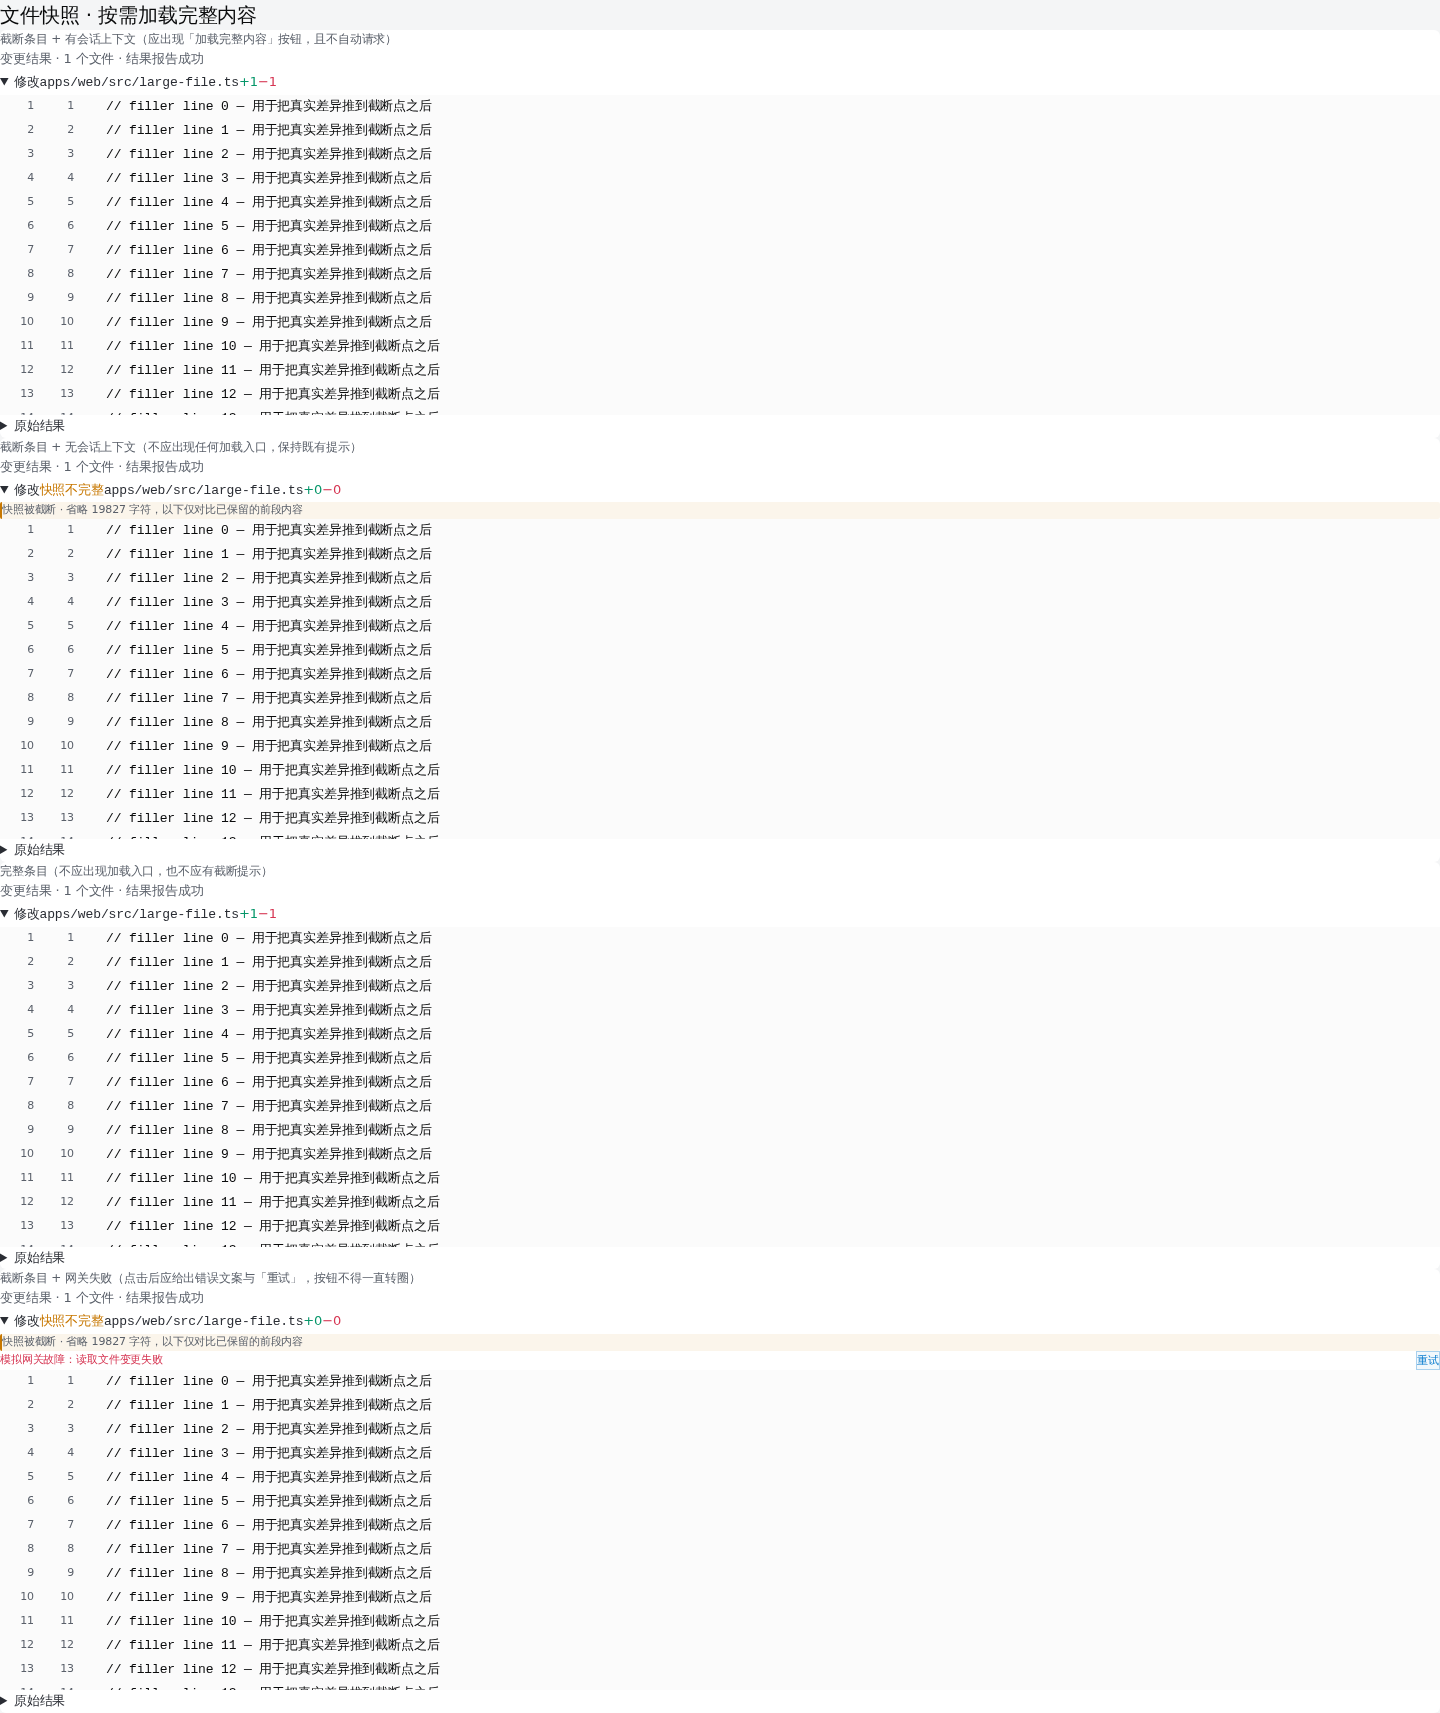 文件快照 · 按需加载完整内容
截断条目 + 有会话上下文（应出现「加载完整内容」按钮，且不自动请求）
变更结果 · 1 个文件 · 结果报告成功
▼ 修改apps/web/src/large-file.ts+1−1
1 1 // filler line 0 — 用于把真实差异推到截断点之后
2 2 // filler line 1 — 用于把真实差异推到截断点之后
3 3 // filler line 2 — 用于把真实差异推到截断点之后
4 4 // filler line 3 — 用于把真实差异推到截断点之后
5 5 // filler line 4 — 用于把真实差异推到截断点之后
6 6 // filler line 5 — 用于把真实差异推到截断点之后
7 7 // filler line 6 — 用于把真实差异推到截断点之后
8 8 // filler line 7 — 用于把真实差异推到截断点之后
9 9 // filler line 8 — 用于把真实差异推到截断点之后
10 10 // filler line 9 — 用于把真实差异推到截断点之后
11 11 // filler line 10 — 用于把真实差异推到截断点之后
12 12 // filler line 11 — 用于把真实差异推到截断点之后
13 13 // filler line 12 — 用于把真实差异推到截断点之后
▶ 原始结果
截断条目 + 无会话上下文（不应出现任何加载入口，保持既有提示）
变更结果 · 1 个文件 · 结果报告成功
▼ 修改快照不完整apps/web/src/large-file.ts+0−0
快照被截断 · 省略 19827 字符，以下仅对比已保留的前段内容
1 1 // filler line 0 — 用于把真实差异推到截断点之后
2 2 // filler line 1 — 用于把真实差异推到截断点之后
3 3 // filler line 2 — 用于把真实差异推到截断点之后
4 4 // filler line 3 — 用于把真实差异推到截断点之后
5 5 // filler line 4 — 用于把真实差异推到截断点之后
6 6 // filler line 5 — 用于把真实差异推到截断点之后
7 7 // filler line 6 — 用于把真实差异推到截断点之后
8 8 // filler line 7 — 用于把真实差异推到截断点之后
9 9 // filler line 8 — 用于把真实差异推到截断点之后
10 10 // filler line 9 — 用于把真实差异推到截断点之后
11 11 // filler line 10 — 用于把真实差异推到截断点之后
12 12 // filler line 11 — 用于把真实差异推到截断点之后
13 13 // filler line 12 — 用于把真实差异推到截断点之后
▶ 原始结果
完整条目（不应出现加载入口，也不应有截断提示）
变更结果 · 1 个文件 · 结果报告成功
▼ 修改apps/web/src/large-file.ts+1−1
1 1 // filler line 0 — 用于把真实差异推到截断点之后
2 2 // filler line 1 — 用于把真实差异推到截断点之后
3 3 // filler line 2 — 用于把真实差异推到截断点之后
4 4 // filler line 3 — 用于把真实差异推到截断点之后
5 5 // filler line 4 — 用于把真实差异推到截断点之后
6 6 // filler line 5 — 用于把真实差异推到截断点之后
7 7 // filler line 6 — 用于把真实差异推到截断点之后
8 8 // filler line 7 — 用于把真实差异推到截断点之后
9 9 // filler line 8 — 用于把真实差异推到截断点之后
10 10 // filler line 9 — 用于把真实差异推到截断点之后
11 11 // filler line 10 — 用于把真实差异推到截断点之后
12 12 // filler line 11 — 用于把真实差异推到截断点之后
13 13 // filler line 12 — 用于把真实差异推到截断点之后
▶ 原始结果
截断条目 + 网关失败（点击后应给出错误文案与「重试」，按钮不得一直转圈）
变更结果 · 1 个文件 · 结果报告成功
▼ 修改快照不完整apps/web/src/large-file.ts+0−0
快照被截断 · 省略 19827 字符，以下仅对比已保留的前段内容
模拟网关故障：读取文件变更失败 重试
1 1 // filler line 0 — 用于把真实差异推到截断点之后
2 2 // filler line 1 — 用于把真实差异推到截断点之后
3 3 // filler line 2 — 用于把真实差异推到截断点之后
4 4 // filler line 3 — 用于把真实差异推到截断点之后
5 5 // filler line 4 — 用于把真实差异推到截断点之后
6 6 // filler line 5 — 用于把真实差异推到截断点之后
7 7 // filler line 6 — 用于把真实差异推到截断点之后
8 8 // filler line 7 — 用于把真实差异推到截断点之后
9 9 // filler line 8 — 用于把真实差异推到截断点之后
10 10 // filler line 9 — 用于把真实差异推到截断点之后
11 11 // filler line 10 — 用于把真实差异推到截断点之后
12 12 // filler line 11 — 用于把真实差异推到截断点之后
13 13 // filler line 12 — 用于把真实差异推到截断点之后
▶ 原始结果